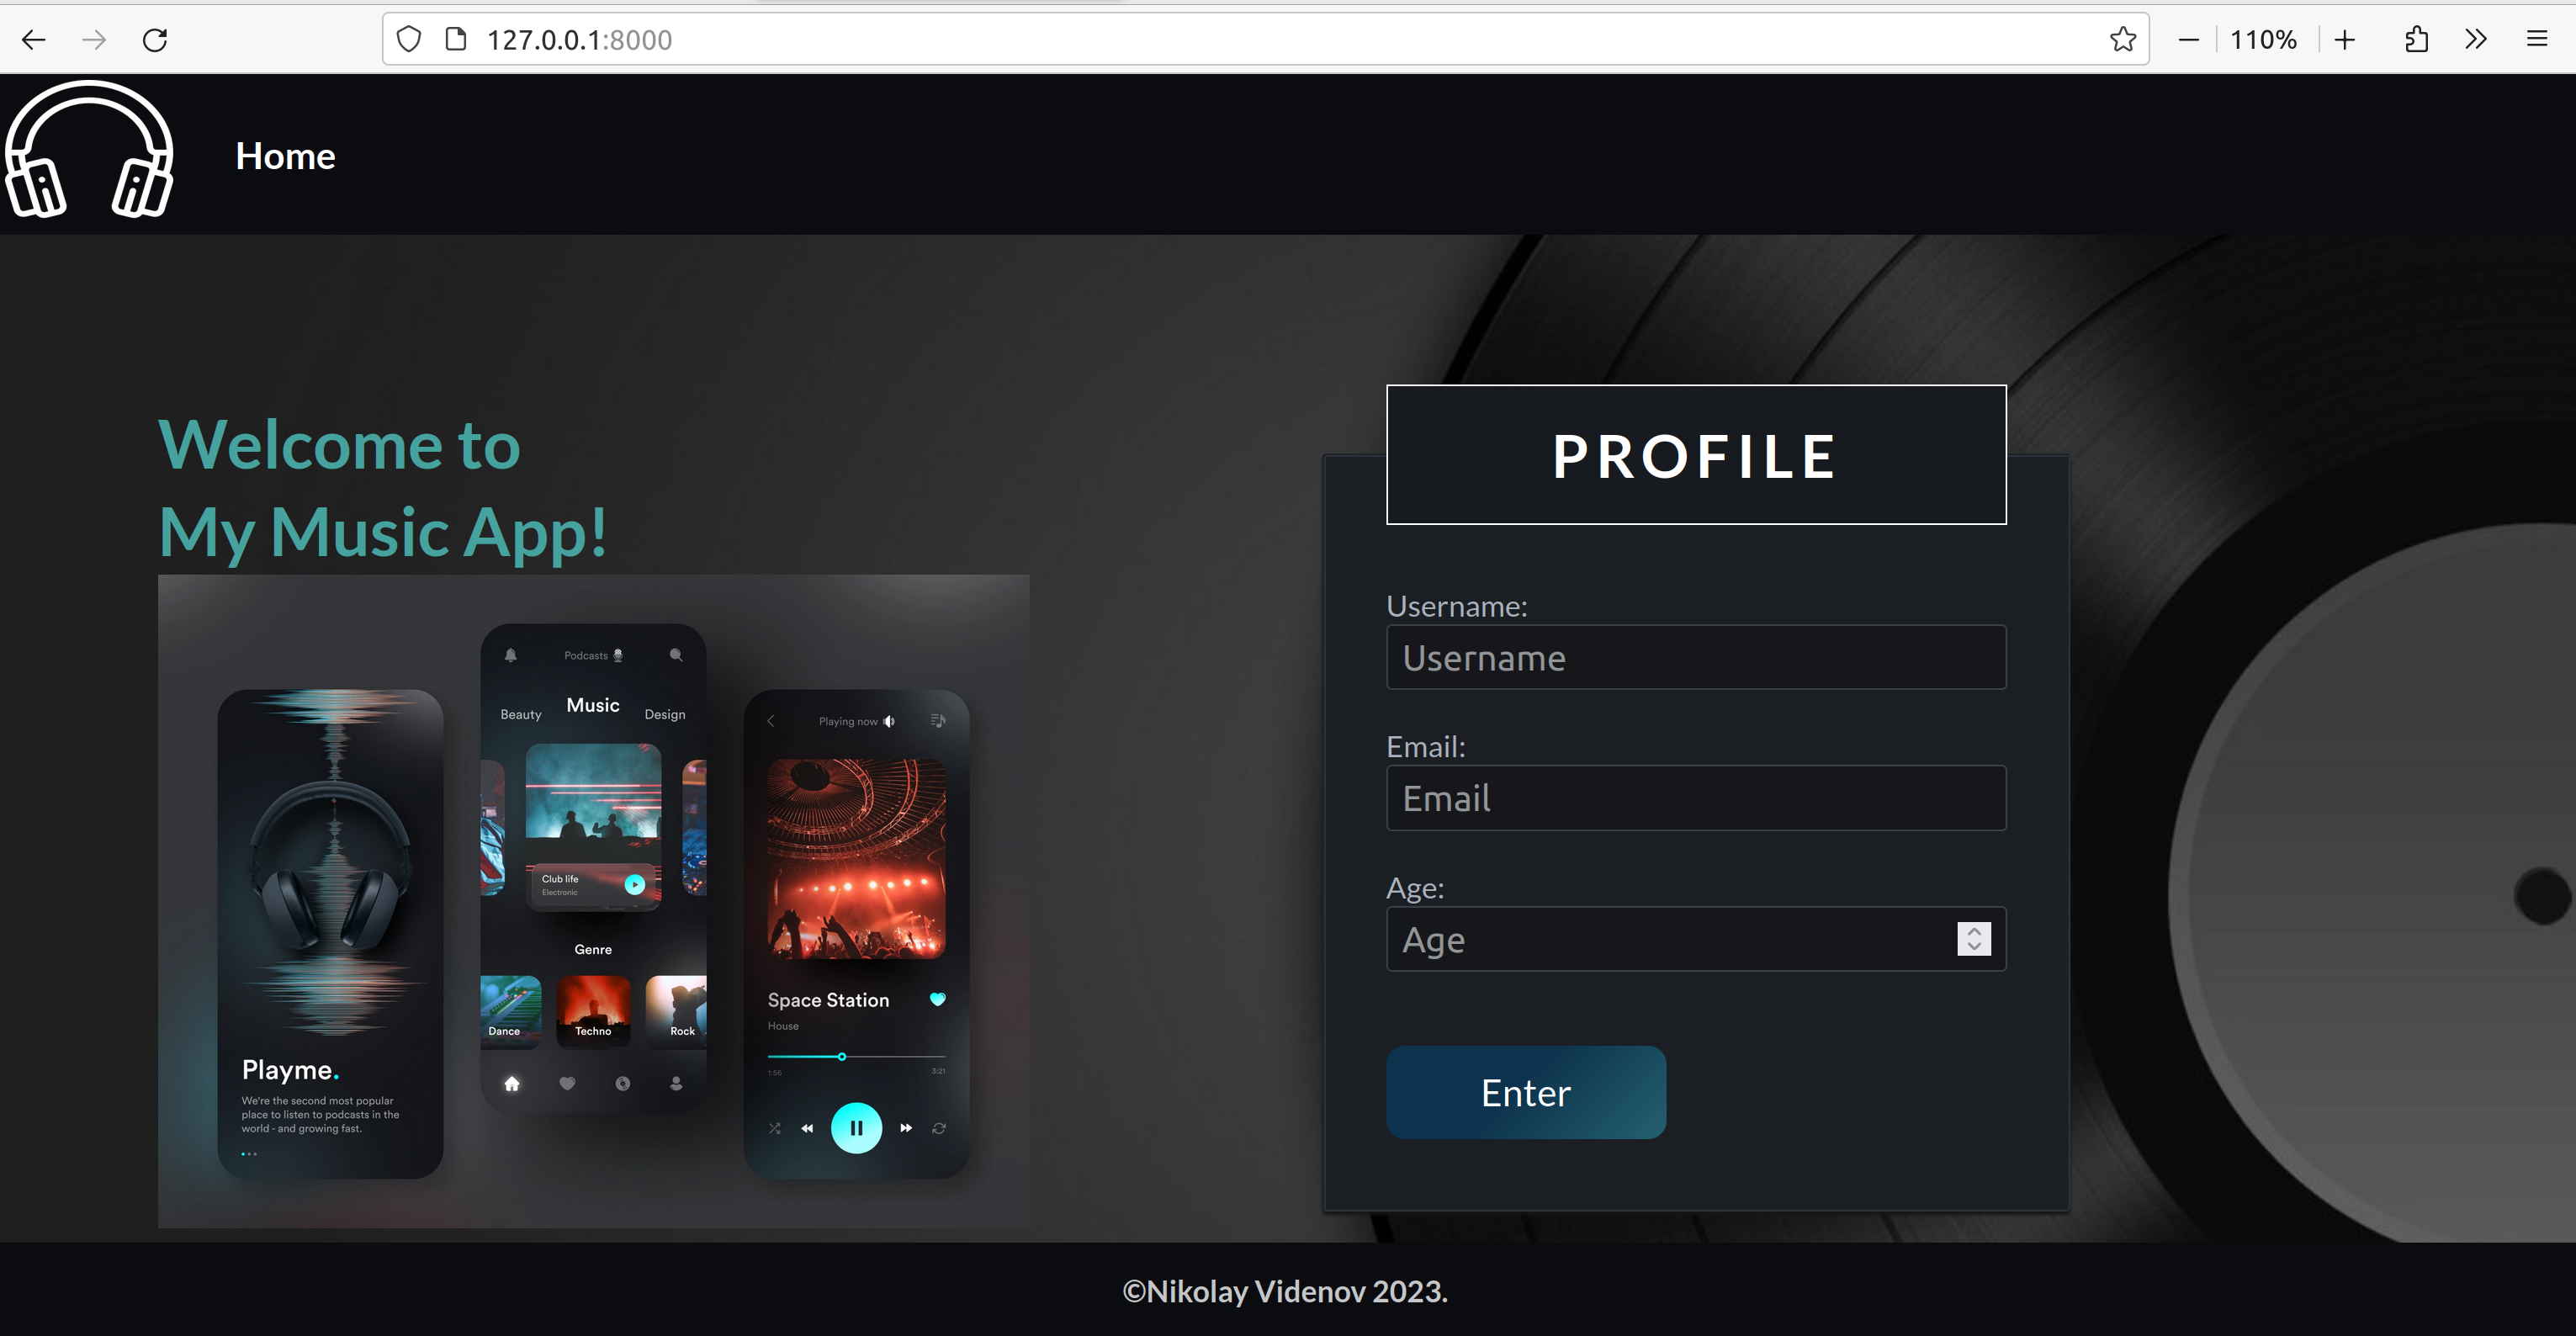 127.0.0.1:8000
110%
Home
Welcome to
My Music App!
PROFILE
Username:
Username
Email:
Email
Age:
Age
Enter
Podcasts
Beauty
Music
Design
Club life
Electronic
Genre
Dance
Techno
Rock
Playme.
We're the second most popular
place to listen to podcasts in the
world - and growing fast.
Playing now
Space Station
House
1:56
3:21
©Nikolay Videnov 2023.